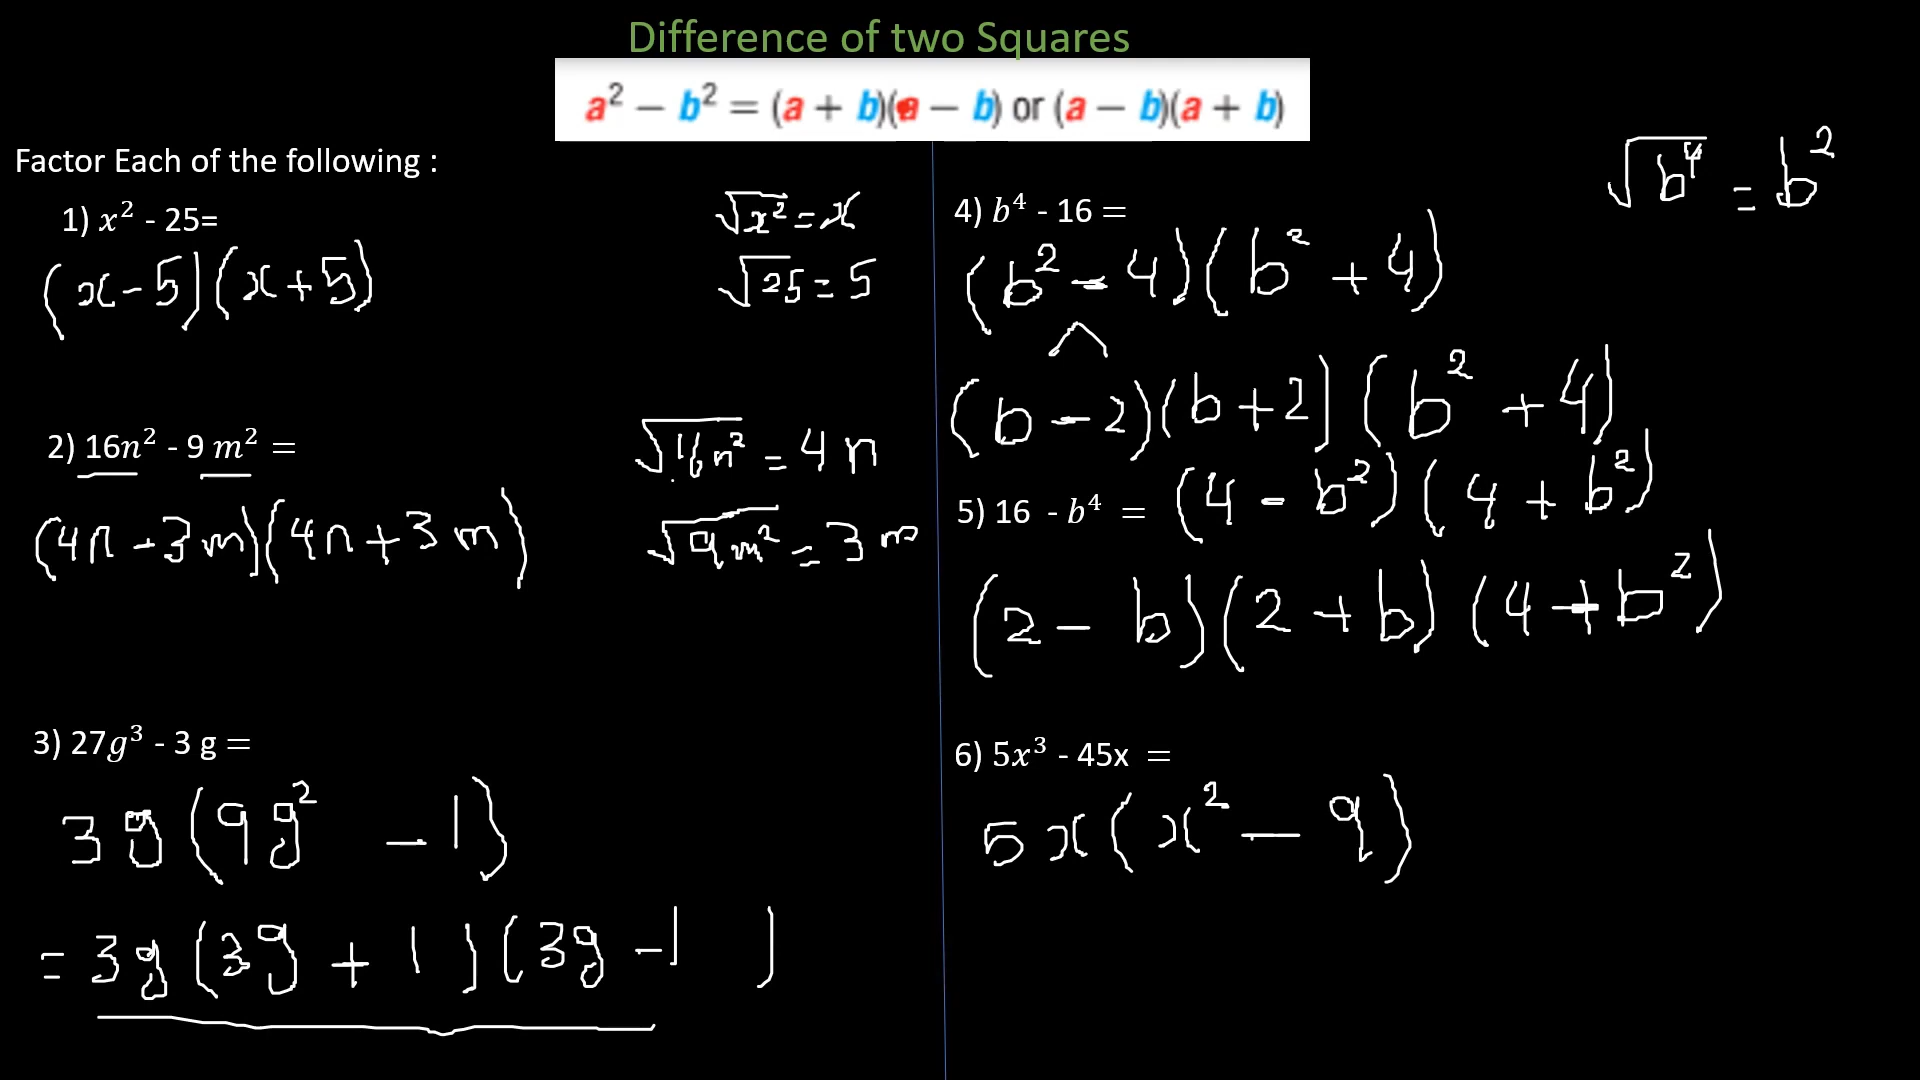 Difference of two Squares
a² − b² = (a + b)(a − b) or (a − b)(a + b)
Factor Each of the following :
1) x² - 25=
(x − 5)(x + 5)
√x² = x
√25 = 5
2) 16n² - 9 m² =
(4n − 3m)(4n + 3m)
√16n² = 4n
√9m² = 3m
3) 27g³ - 3 g =
3g(9g² − 1)
= 3g(3g + 1)(3g − 1)
√b⁴ = b²
4) b⁴ - 16 =
(b² − 4)(b² + 4)
(b − 2)(b + 2)(b² + 4)
5) 16 - b⁴ = (4 − b²)(4 + b²)
(2 − b)(2 + b)(4 + b²)
6) 5x³ - 45x =
5x(x² − 9)